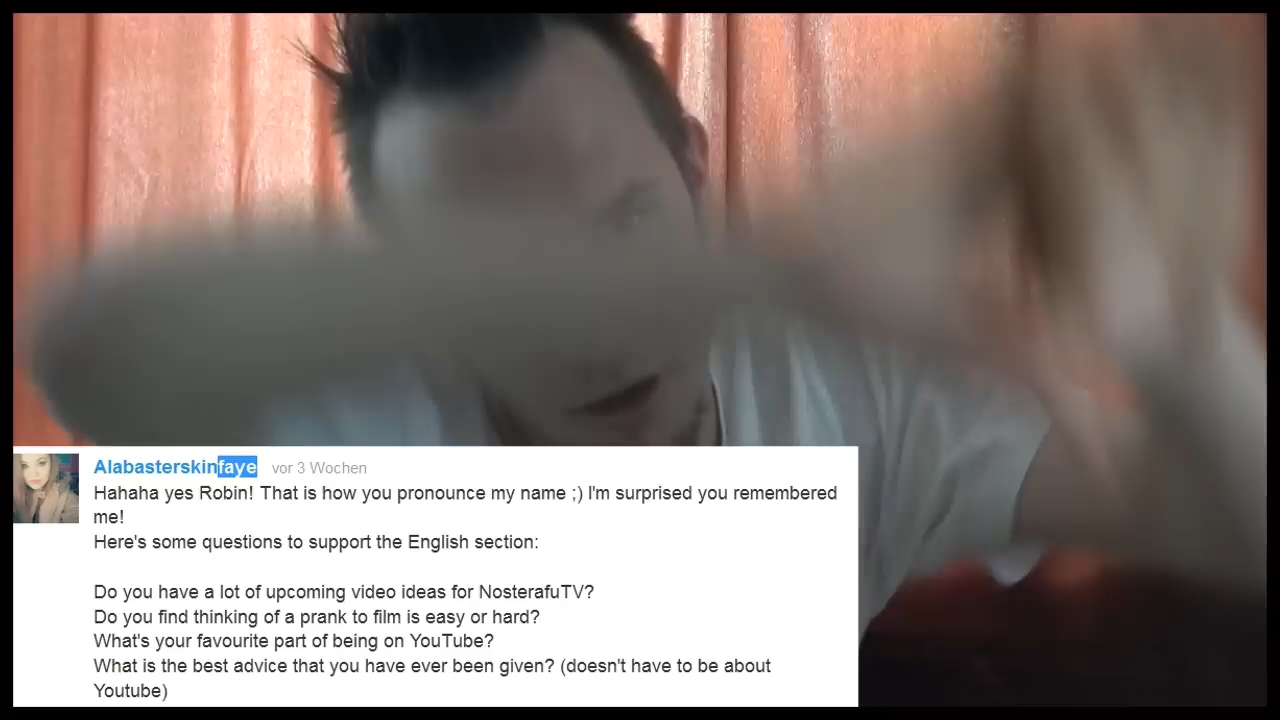 Alabasterskinfaye vor 3 Wochen
Hahaha yes Robin! That is how you pronounce my name ;) I'm surprised you remembered
me!
Here's some questions to support the English section:
Do you have a lot of upcoming video ideas for NosterafuTV?
Do you find thinking of a prank to film is easy or hard?
What's your favourite part of being on YouTube?
What is the best advice that you have ever been given? (doesn't have to be about
Youtube)